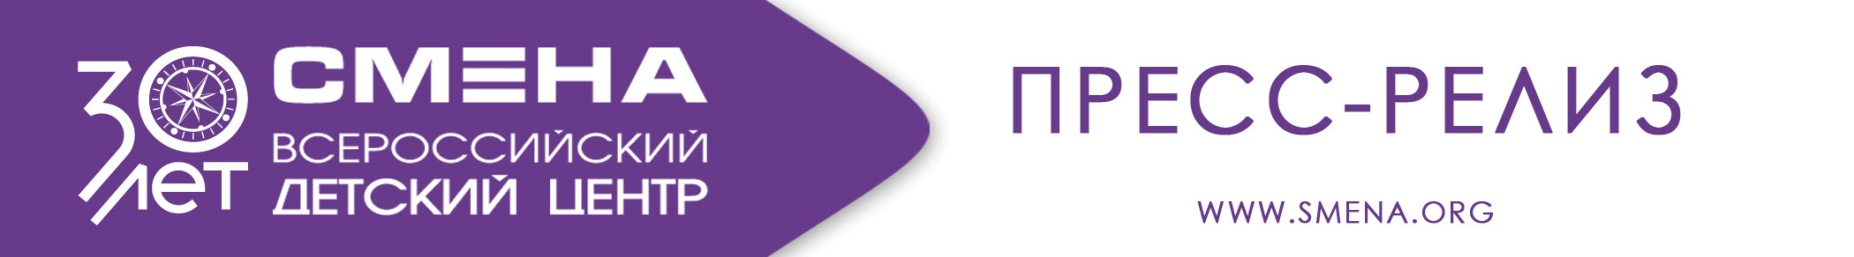 30 лет
СМЕНА
ВСЕРОССИЙСКИЙ
ДЕТСКИЙ ЦЕНТР
ПРЕСС-РЕЛИЗ
WWW.SMENA.ORG